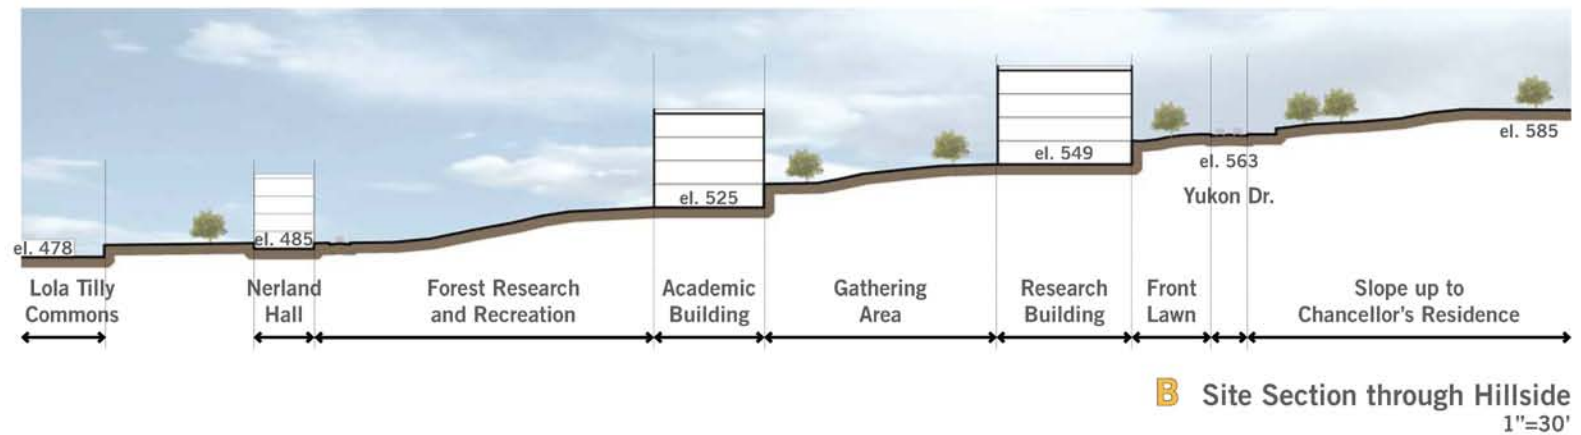 el. 478
el. 485
el. 525
el. 549
el. 563
el. 585
Yukon Dr.
Lola Tilly
Commons
Nerland
Hall
Forest Research
and Recreation
Academic
Building
Gathering
Area
Research
Building
Front
Lawn
Slope up to
Chancellor's Residence
B Site Section through Hillside
1"=30'